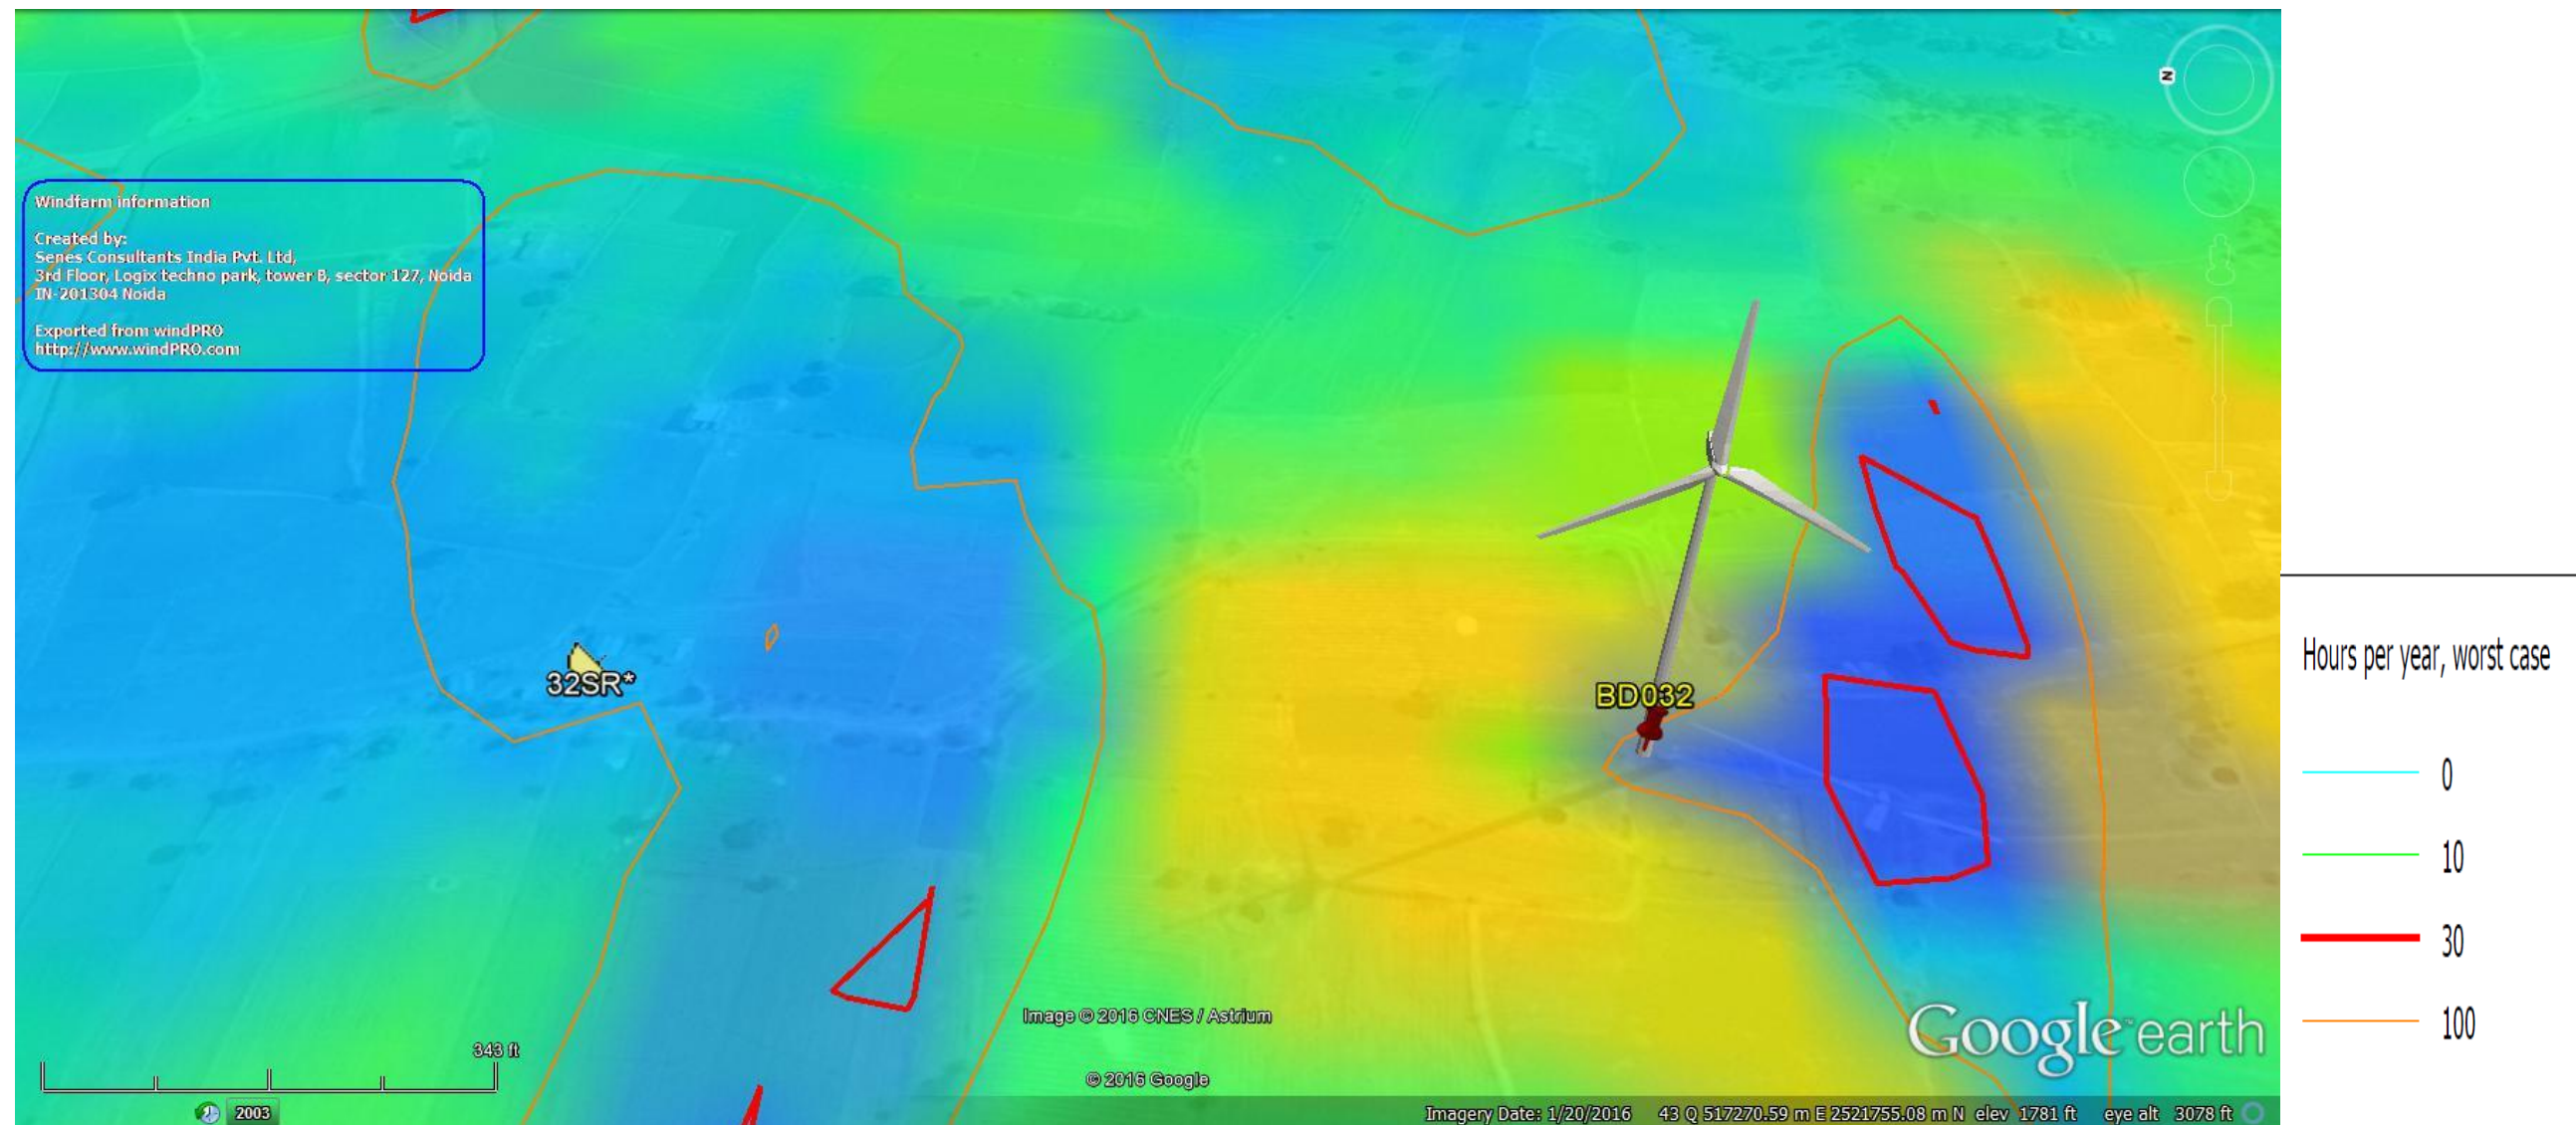 N
Windfarm information
Created by:
Senes Consultants India Pvt. Ltd,
3rd Floor, Logix techno park, tower B, sector 127, Noida
IN-201304 Noida
Exported from windPRO
http://www.windPRO.com
32SR*
BD032
Hours per year, worst case
0
10
30
100
Image © 2016 CNES / Astrium
© 2016 Google
Google earth
343 ft
2003
Imagery Date: 1/20/2016 43 Q 517270.59 m E 2521755.08 m N elev 1781 ft eye alt 3078 ft